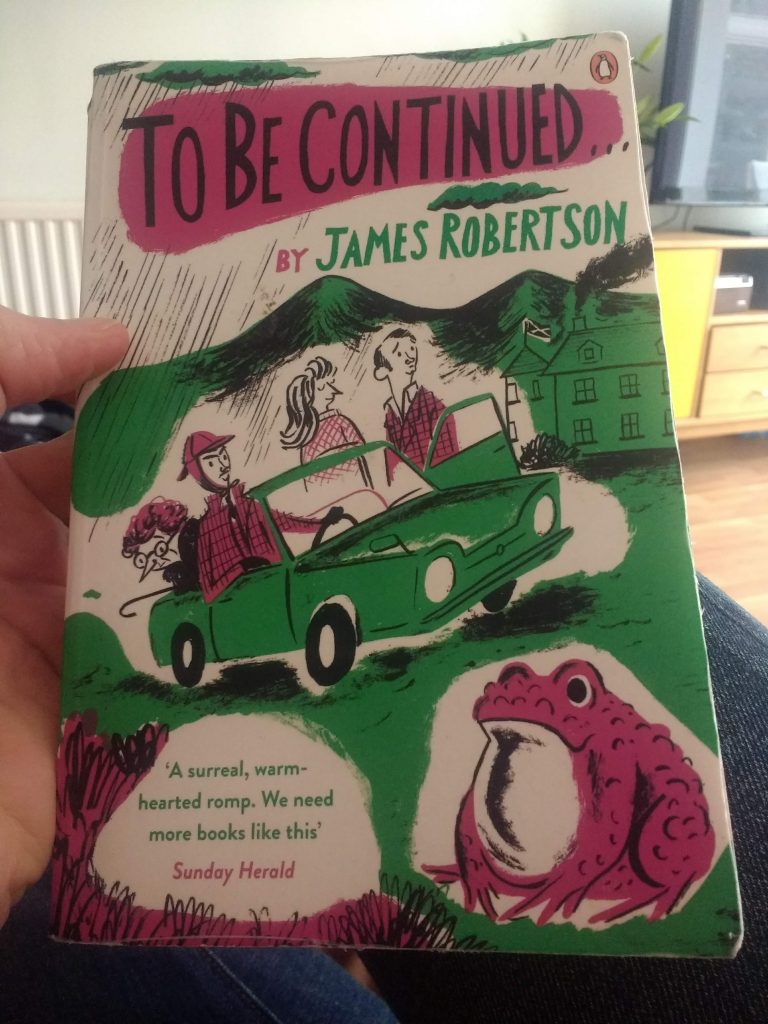 TO BE CONTINUED...
BY JAMES ROBERTSON
'A surreal, warm-
hearted romp. We need
more books like this'
Sunday Herald